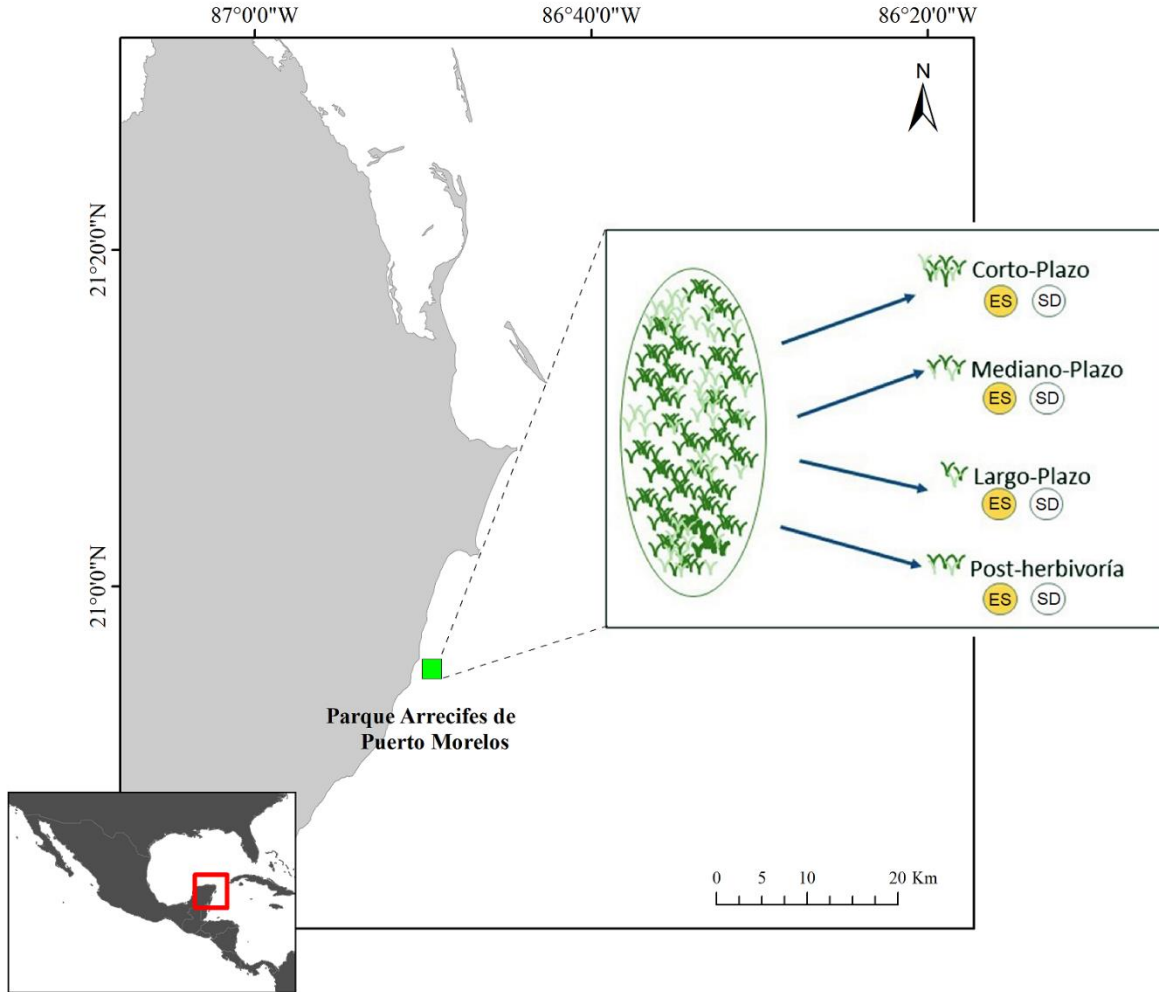 87°0'0"W
86°40'0"W
86°20'0"W
N
21°20'0"N
21°0'0"N
Corto-Plazo
ES SD
Mediano-Plazo
ES SD
Largo-Plazo
ES SD
Post-herbivoría
ES SD
Parque Arrecifes de
Puerto Morelos
0 5 10 20 Km